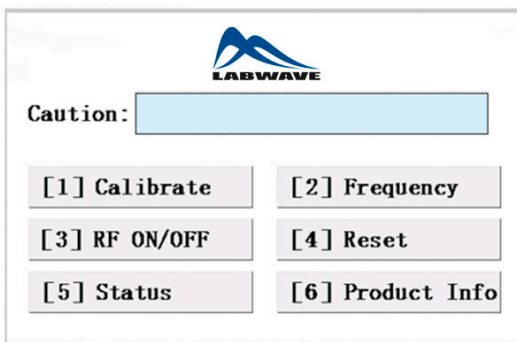 LABWAVE
Caution:
[1] Calibrate
[2] Frequency
[3] RF ON/OFF
[4] Reset
[5] Status
[6] Product Info